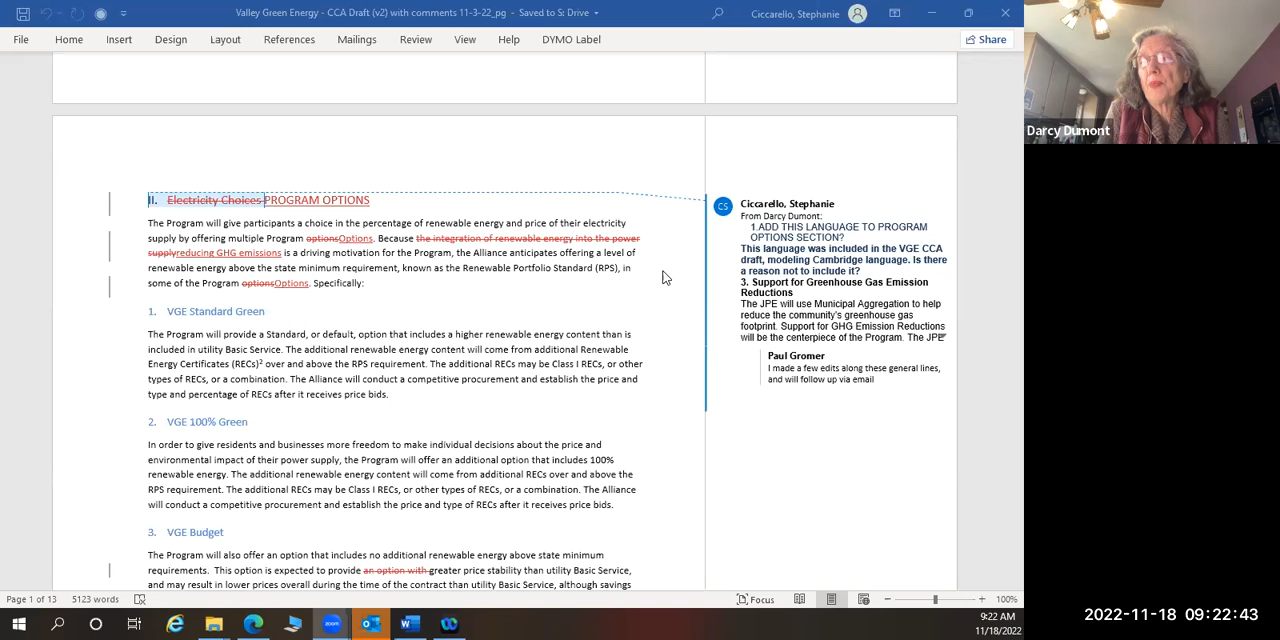 Valley Green Energy - CCA Draft (v2) with comments 11-3-22_pg - Saved to S: Drive
Ciccarello, Stephanie
File Home Insert Design Layout References Mailings Review View Help DYMO Label Share
II. Electricity Choices PROGRAM OPTIONS
The Program will give participants a choice in the percentage of renewable energy and price of their electricity
supply by offering multiple Program optionsOptions. Because the integration of renewable energy into the power
supplyreducing GHG emissions is a driving motivation for the Program, the Alliance anticipates offering a level of
renewable energy above the state minimum requirement, known as the Renewable Portfolio Standard (RPS), in
some of the Program optionsOptions. Specifically:
1. VGE Standard Green
The Program will provide a Standard, or default, option that includes a higher renewable energy content than is
included in utility Basic Service. The additional renewable energy content will come from additional Renewable
Energy Certificates (RECs)2 over and above the RPS requirement. The additional RECs may be Class I RECs, or other
types of RECs, or a combination. The Alliance will conduct a competitive procurement and establish the price and
type and percentage of RECs after it receives price bids.
2. VGE 100% Green
In order to give residents and businesses more freedom to make individual decisions about the price and
environmental impact of their power supply, the Program will offer an additional option that includes 100%
renewable energy. The additional renewable energy content will come from additional RECs over and above the
RPS requirement. The additional RECs may be Class I RECs, or other types of RECs, or a combination. The Alliance
will conduct a competitive procurement and establish the price and type of RECs after it receives price bids.
3. VGE Budget
The Program will also offer an option that includes no additional renewable energy above state minimum
requirements. This option is expected to provide an option with greater price stability than utility Basic Service,
and may result in lower prices overall during the time of the contract than utility Basic Service, although savings
CS
Ciccarello, Stephanie
From Darcy Dumont:
1.ADD THIS LANGUAGE TO PROGRAM
OPTIONS SECTION?
This language was included in the VGE CCA
draft, modeling Cambridge language. Is there
a reason not to include it?
3. Support for Greenhouse Gas Emission
Reductions
The JPE will use Municipal Aggregation to help
reduce the community's greenhouse gas
footprint. Support for GHG Emission Reductions
will be the centerpiece of the Program. The JPE
Paul Gromer
I made a few edits along these general lines,
and will follow up via email
Darcy Dumont
Page 1 of 13 5123 words Focus 100%
zoom
9:22 AM
11/18/2022
2022-11-18 09:22:43